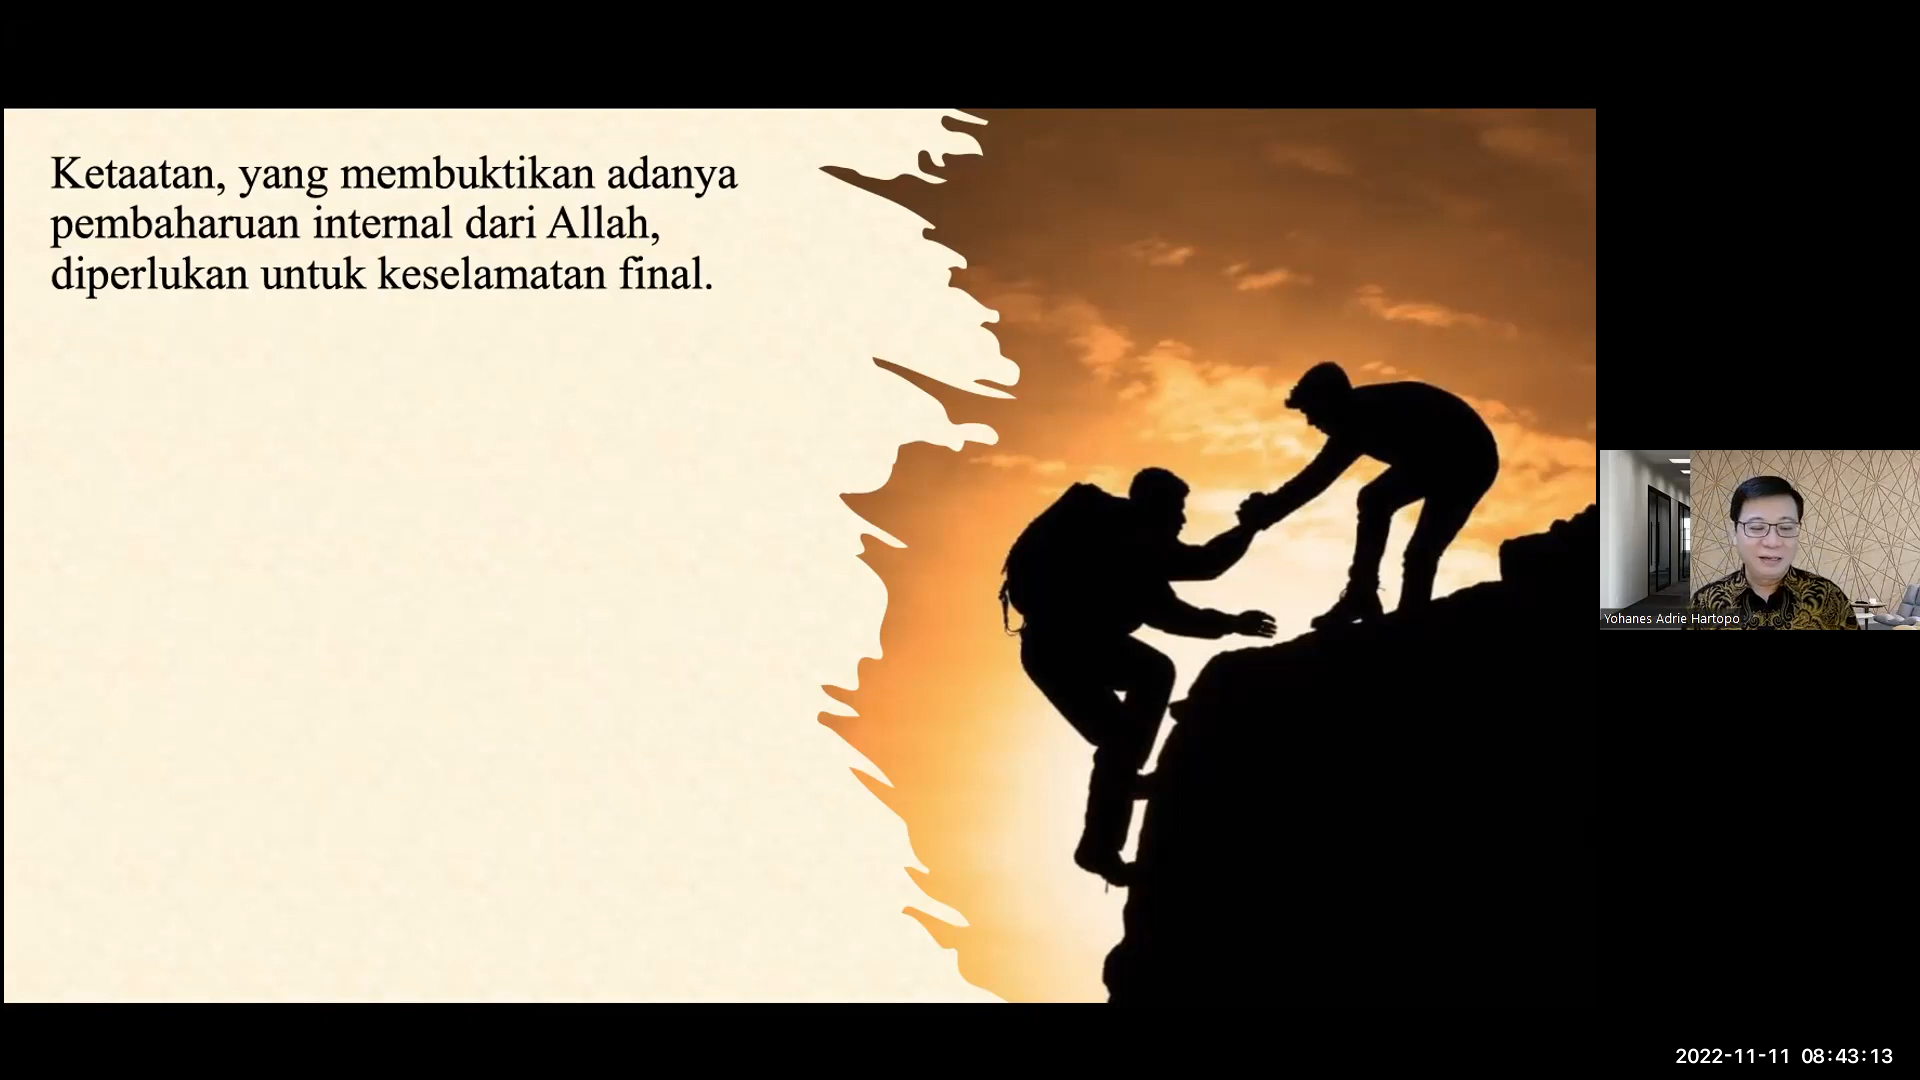 Ketaatan, yang membuktikan adanya
pembaharuan internal dari Allah,
diperlukan untuk keselamatan final.
Yohanes Adrie Hartopo
2022-11-11 08:43:13